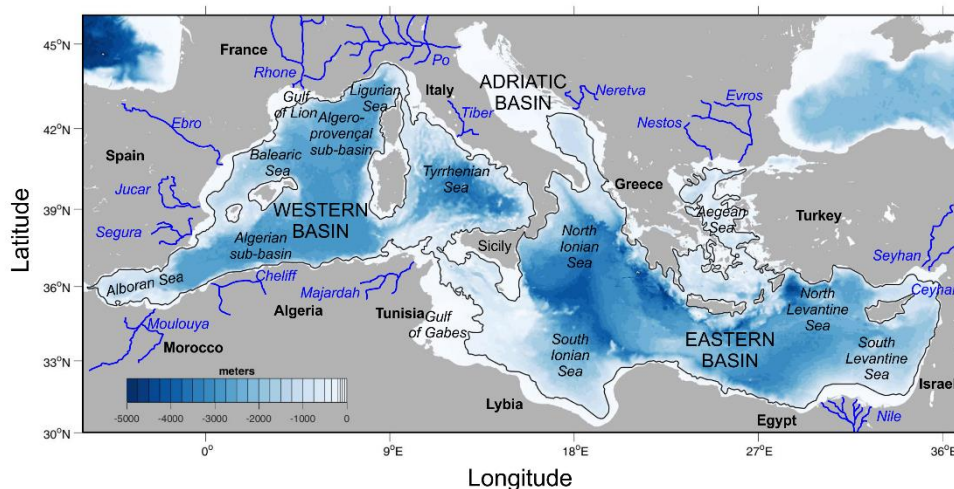 45°N
42°N
39°N
36°N
33°N
30°N
Latitude
France
Rhone
Po
Gulf
of Lion
Ligurian
Sea
Algero-
provençal
sub-basin
Italy
Tiber
ADRIATIC
BASIN
Neretva
Evros
Nestos
Ebro
Spain
Balearic
Sea
Tyrrhenian
Sea
Greece
Jucar
Aegean
Sea
Turkey
WESTERN
BASIN
Segura
Algerian
sub-basin
Sicily
North
Ionian
Sea
Seyhan
Ceyhan
Alboran Sea
Cheliff
Majardah
Algeria
Tunisia
Gulf
of Gabes
North
Levantine
Sea
Moulouya
Morocco
South
Ionian
Sea
EASTERN
BASIN
South
Levantine
Sea
Israel
meters
-5000
-4000
-3000
-2000
-1000
0
Lybia
Egypt
Nile
0°
9°E
18°E
27°E
36°E
Longitude